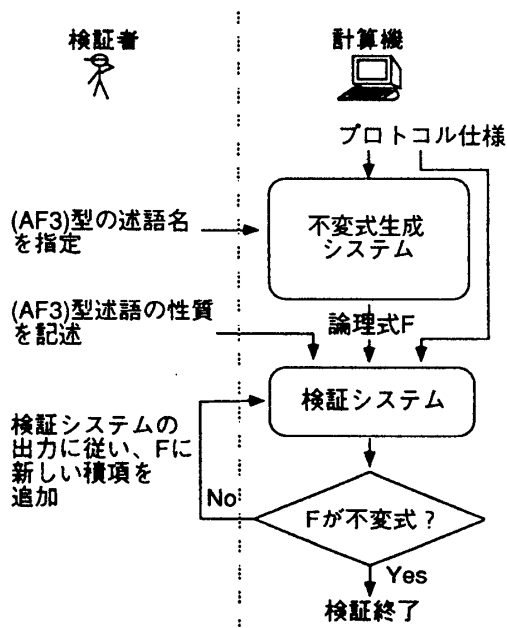 検証者
計算機
プロトコル仕様
(AF3)型の述語名
を指定
不変式生成
システム
(AF3)型述語の性質
を記述
論理式F
検証システム
検証システムの
出力に従い、Fに
新しい積項を
追加
No
Fが不変式?
Yes
検証終了